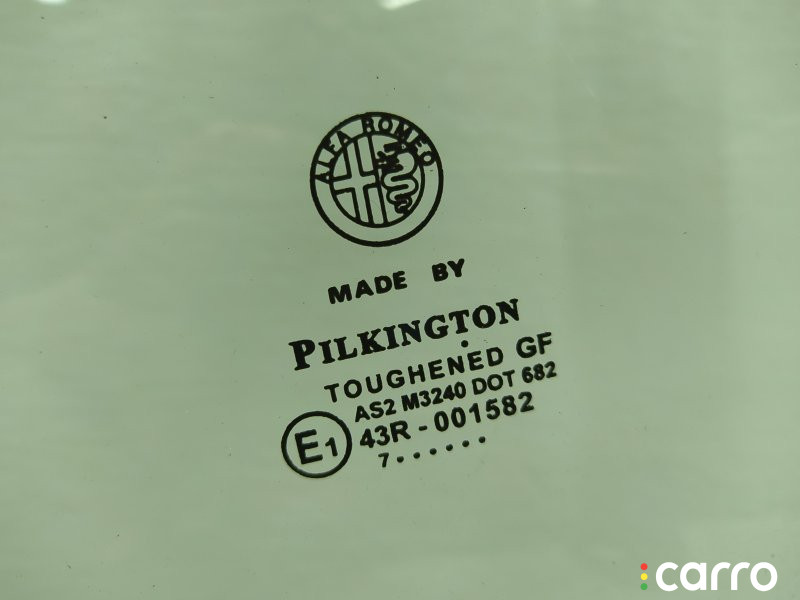 ALFA ROMEO
MADE BY
PILKINGTON
TOUGHENED GF
AS2 M3240 DOT 682
E1 43R - 001582
7 . . . . . .
carro